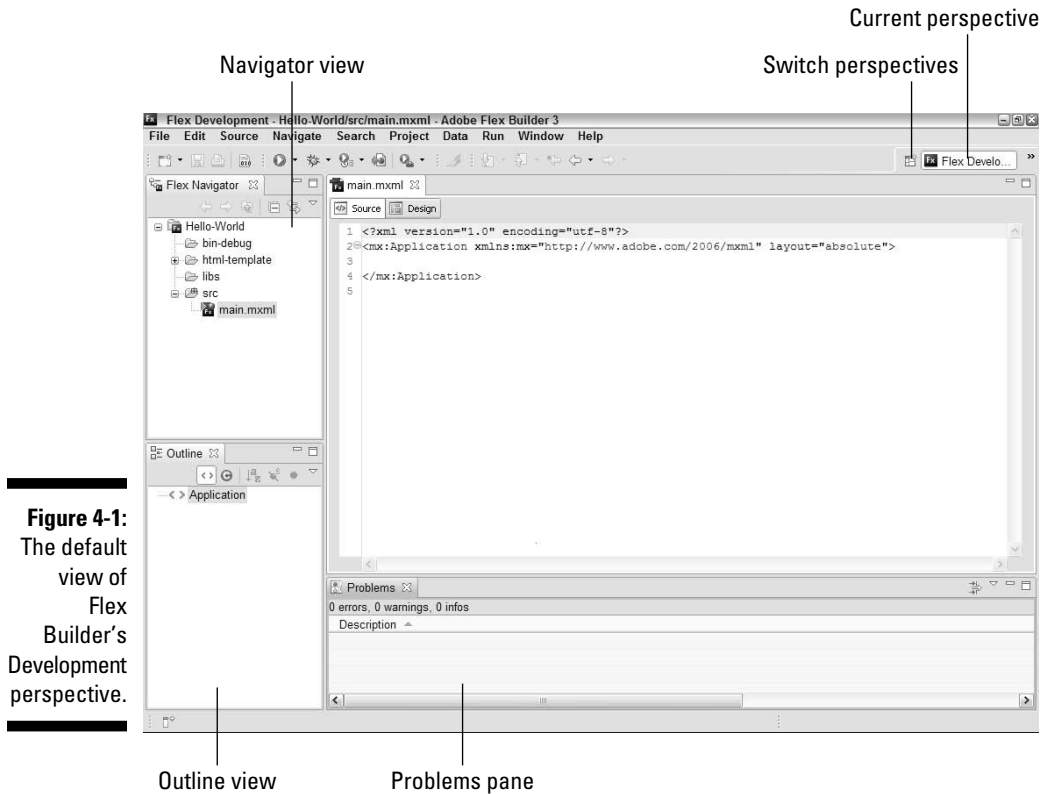 Current perspective
Navigator view
Switch perspectives
Fx Flex Development - Hello-World/src/main.mxml - Adobe Flex Builder 3
File Edit Source Navigate Search Project Data Run Window Help
Fx Flex Develo... »
Flex Navigator
main.mxml
Source Design
Hello-World
bin-debug
html-template
libs
src
main.mxml
1 <?xml version="1.0" encoding="utf-8"?>
2 <mx:Application xmlns:mx="http://www.adobe.com/2006/mxml" layout="absolute">
3
4 </mx:Application>
5
Outline
< > Application
Problems
0 errors, 0 warnings, 0 infos
Description
Figure 4-1:
The default
view of
Flex
Builder's
Development
perspective.
Outline view
Problems pane